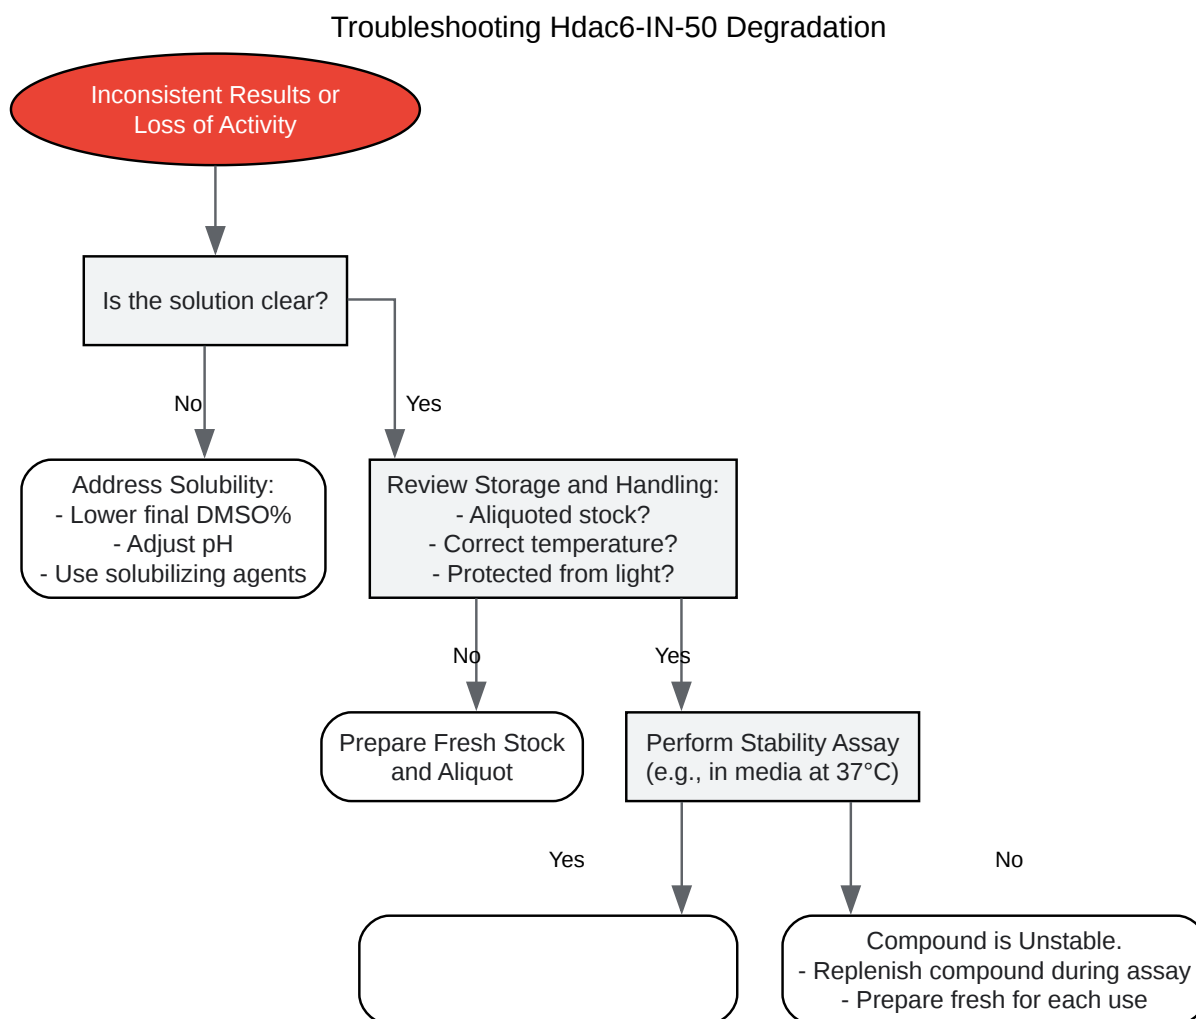 Troubleshooting Hdac6-IN-50 Degradation
Inconsistent Results or
Loss of Activity
Is the solution clear?
No
Yes
Address Solubility:
- Lower final DMSO%
- Adjust pH
- Use solubilizing agents
Review Storage and Handling:
- Aliquoted stock?
- Correct temperature?
- Protected from light?
No
Yes
Prepare Fresh Stock
and Aliquot
Perform Stability Assay
(e.g., in media at 37°C)
Yes
No
Compound is Unstable.
- Replenish compound during assay
- Prepare fresh for each use